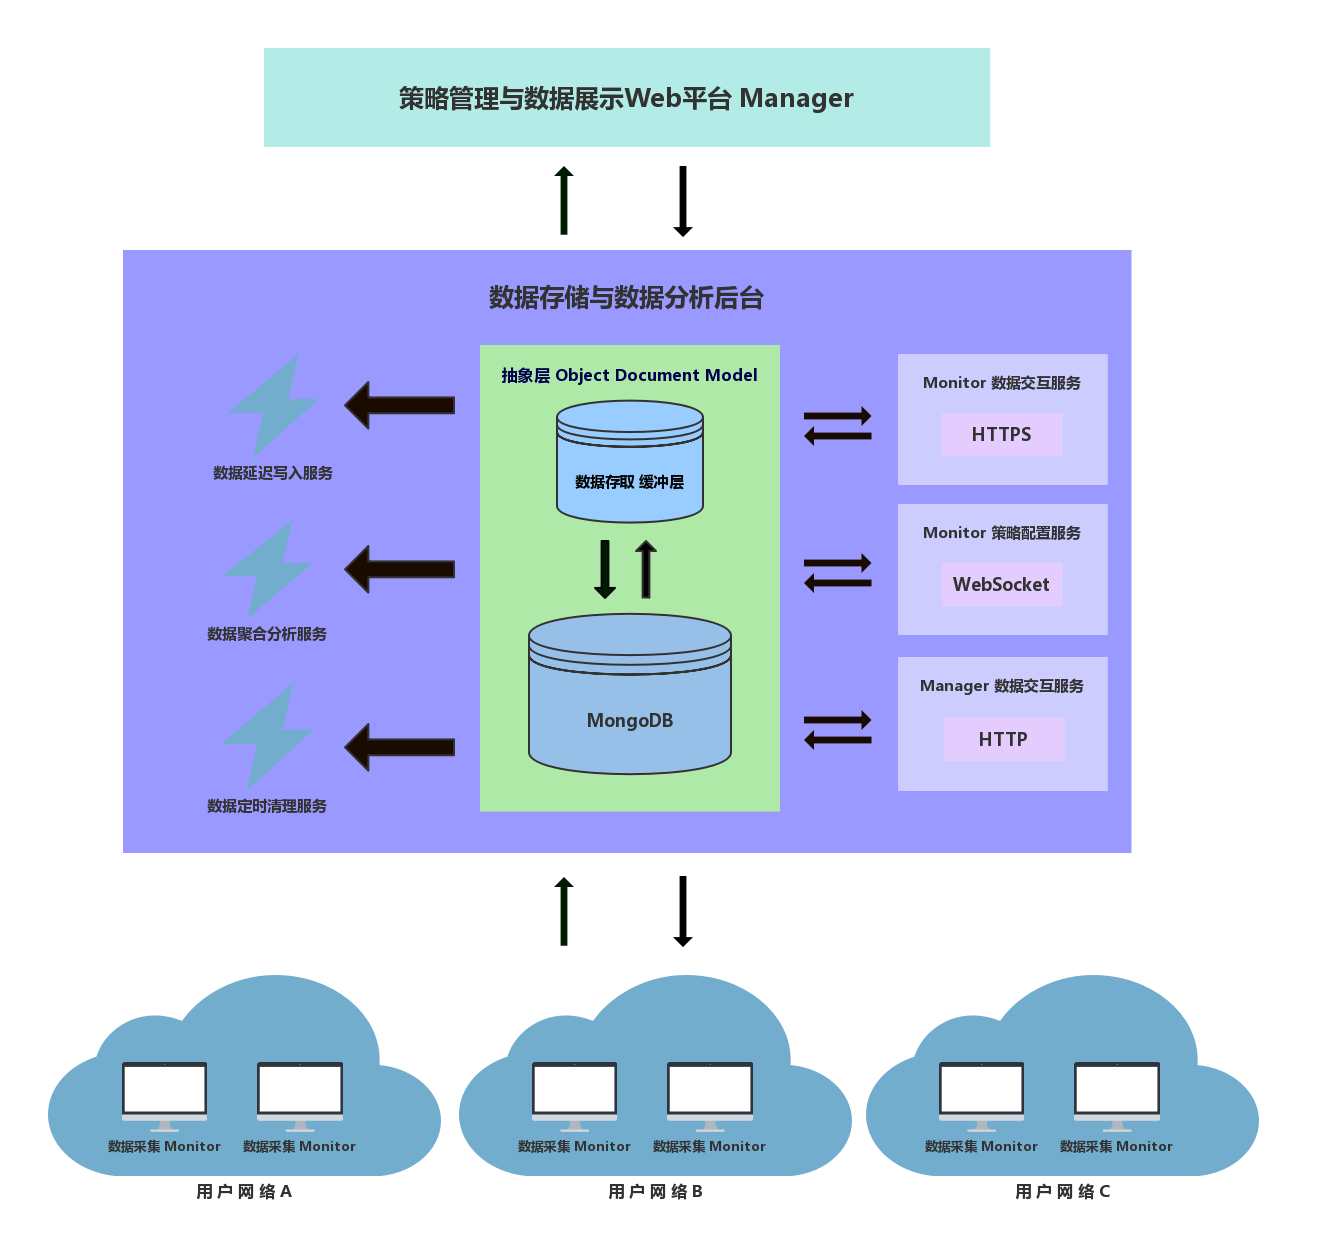 策略管理与数据展示Web平台 Manager
数据存储与数据分析后台
抽象层 Object Document Model
数据存取 缓冲层
MongoDB
数据延迟写入服务
数据聚合分析服务
数据定时清理服务
Monitor 数据交互服务
HTTPS
Monitor 策略配置服务
WebSocket
Manager 数据交互服务
HTTP
数据采集 Monitor
数据采集 Monitor
用 户 网 络 A
数据采集 Monitor
数据采集 Monitor
用 户 网 络 B
数据采集 Monitor
数据采集 Monitor
用 户 网 络 C